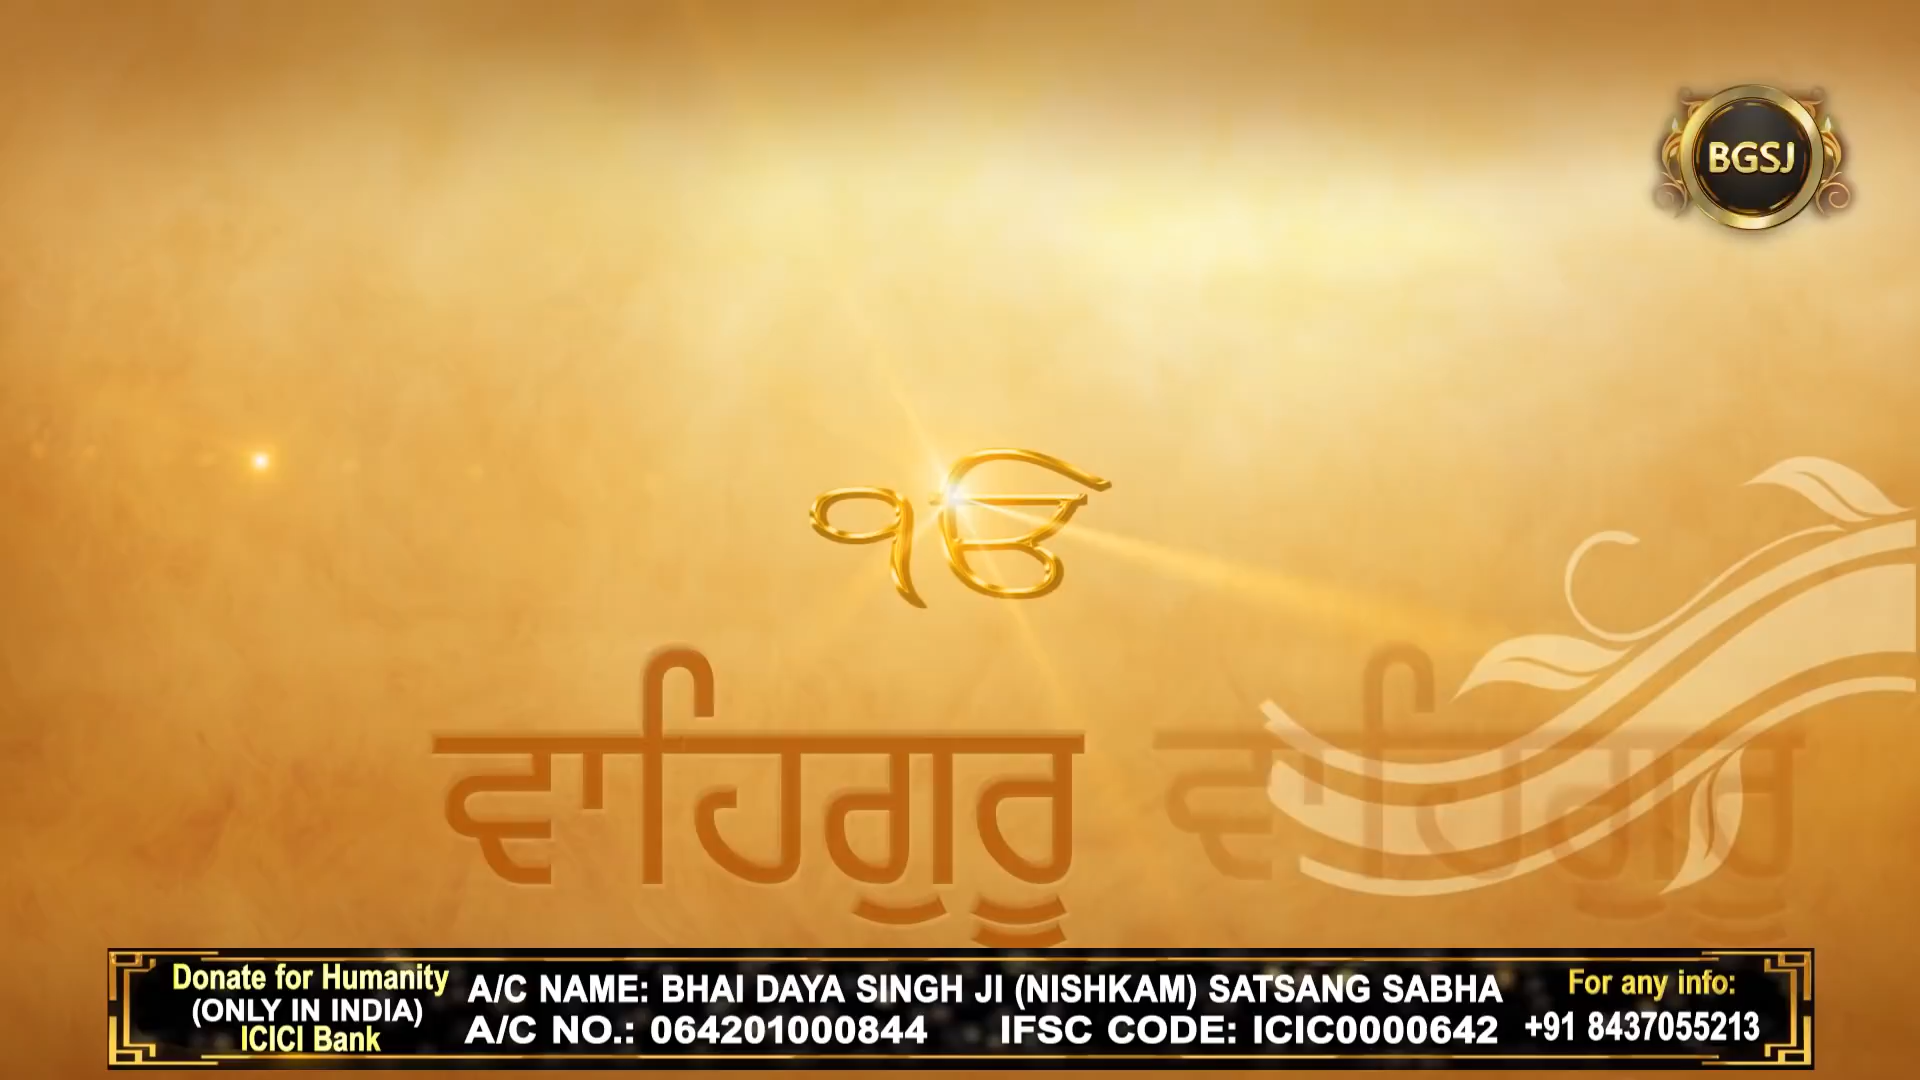 BGSJ
ੴ
ਵਾਹਿਗੁਰੂ ਵਾਹਿਗੁਰੂ
Donate for Humanity
(ONLY IN INDIA)
ICICI Bank
A/C NAME: BHAI DAYA SINGH JI (NISHKAM) SATSANG SABHA
A/C NO.: 064201000844 IFSC CODE: ICIC0000642
For any info:
+91 8437055213